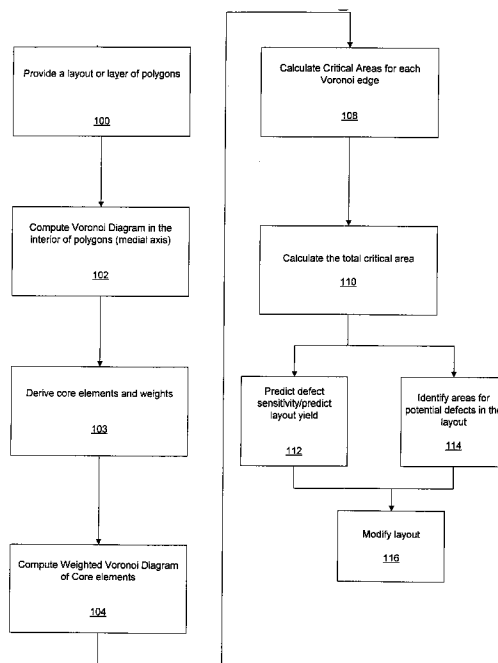 Provide a layout or layer of polygons
100
Compute Voronoi Diagram in the
interior of polygons (medial axis)
102
Derive core elements and weights
103
Compute Weighted Voronoi Diagram
of Core elements
104
Calculate Critical Areas for each
Voronoi edge
108
Calculate the total critical area
110
Predict defect
sensitivity/predict
layout yield
112
Identify areas for
potential defects in the
layout
114
Modify layout
116